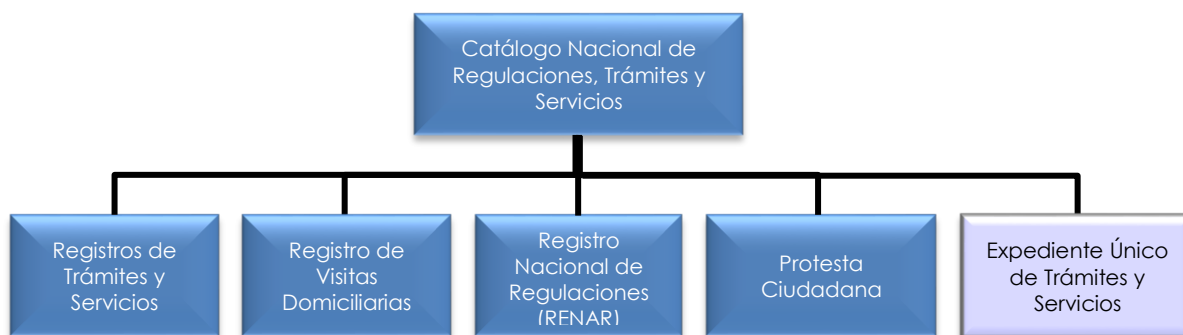 Catálogo Nacional de
Regulaciones, Trámites y
Servicios
Registros de
Trámites y
Servicios
Registro de
Visitas
Domiciliarias
Registro
Nacional de
Regulaciones
(RENAR)
Protesta
Ciudadana
Expediente Único
de Trámites y
Servicios